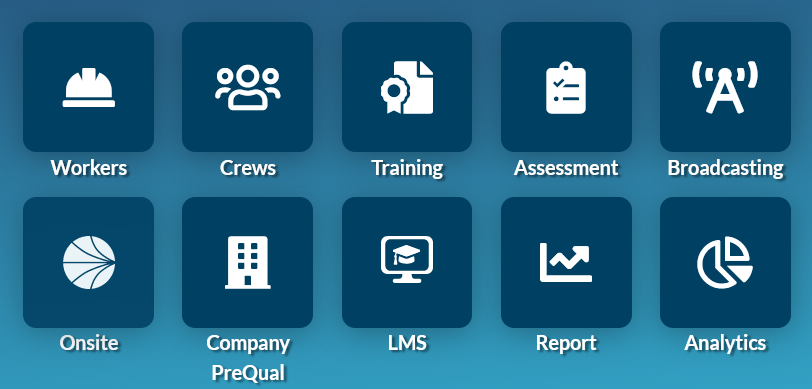 Workers
Crews
Training
Assessment
Broadcasting
Onsite
Company
PreQual
LMS
Report
Analytics